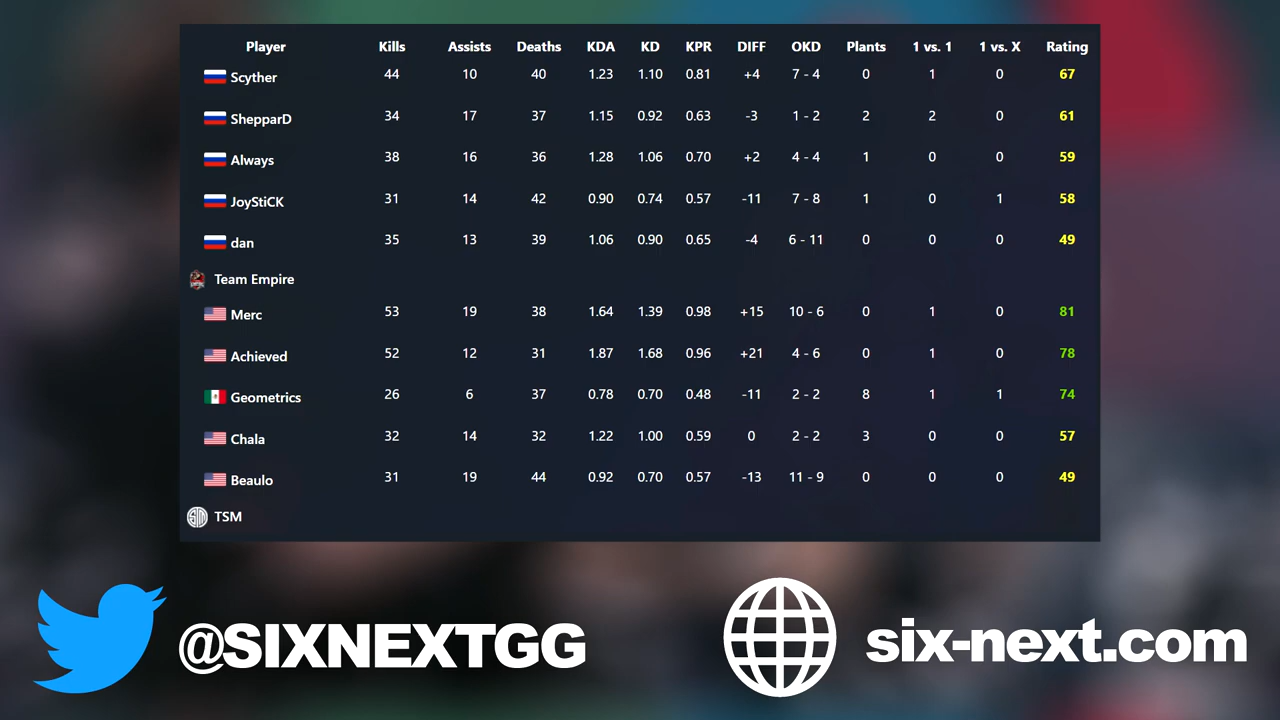 Player Kills Assists Deaths KDA KD KPR DIFF OKD Plants 1 vs. 1 1 vs. X Rating
Scyther 44 10 40 1.23 1.10 0.81 +4 7 - 4 0 1 0 67
ShepparD 34 17 37 1.15 0.92 0.63 -3 1 - 2 2 2 0 61
Always 38 16 36 1.28 1.06 0.70 +2 4 - 4 1 0 0 59
JoyStiCK 31 14 42 0.90 0.74 0.57 -11 7 - 8 1 0 1 58
dan 35 13 39 1.06 0.90 0.65 -4 6 - 11 0 0 0 49
Team Empire
Merc 53 19 38 1.64 1.39 0.98 +15 10 - 6 0 1 0 81
Achieved 52 12 31 1.87 1.68 0.96 +21 4 - 6 0 1 0 78
Geometrics 26 6 37 0.78 0.70 0.48 -11 2 - 2 8 1 1 74
Chala 32 14 32 1.22 1.00 0.59 0 2 - 2 3 0 0 57
Beaulo 31 19 44 0.92 0.70 0.57 -13 11 - 9 0 0 0 49
TSM
@SIXNEXTGG
six-next.com